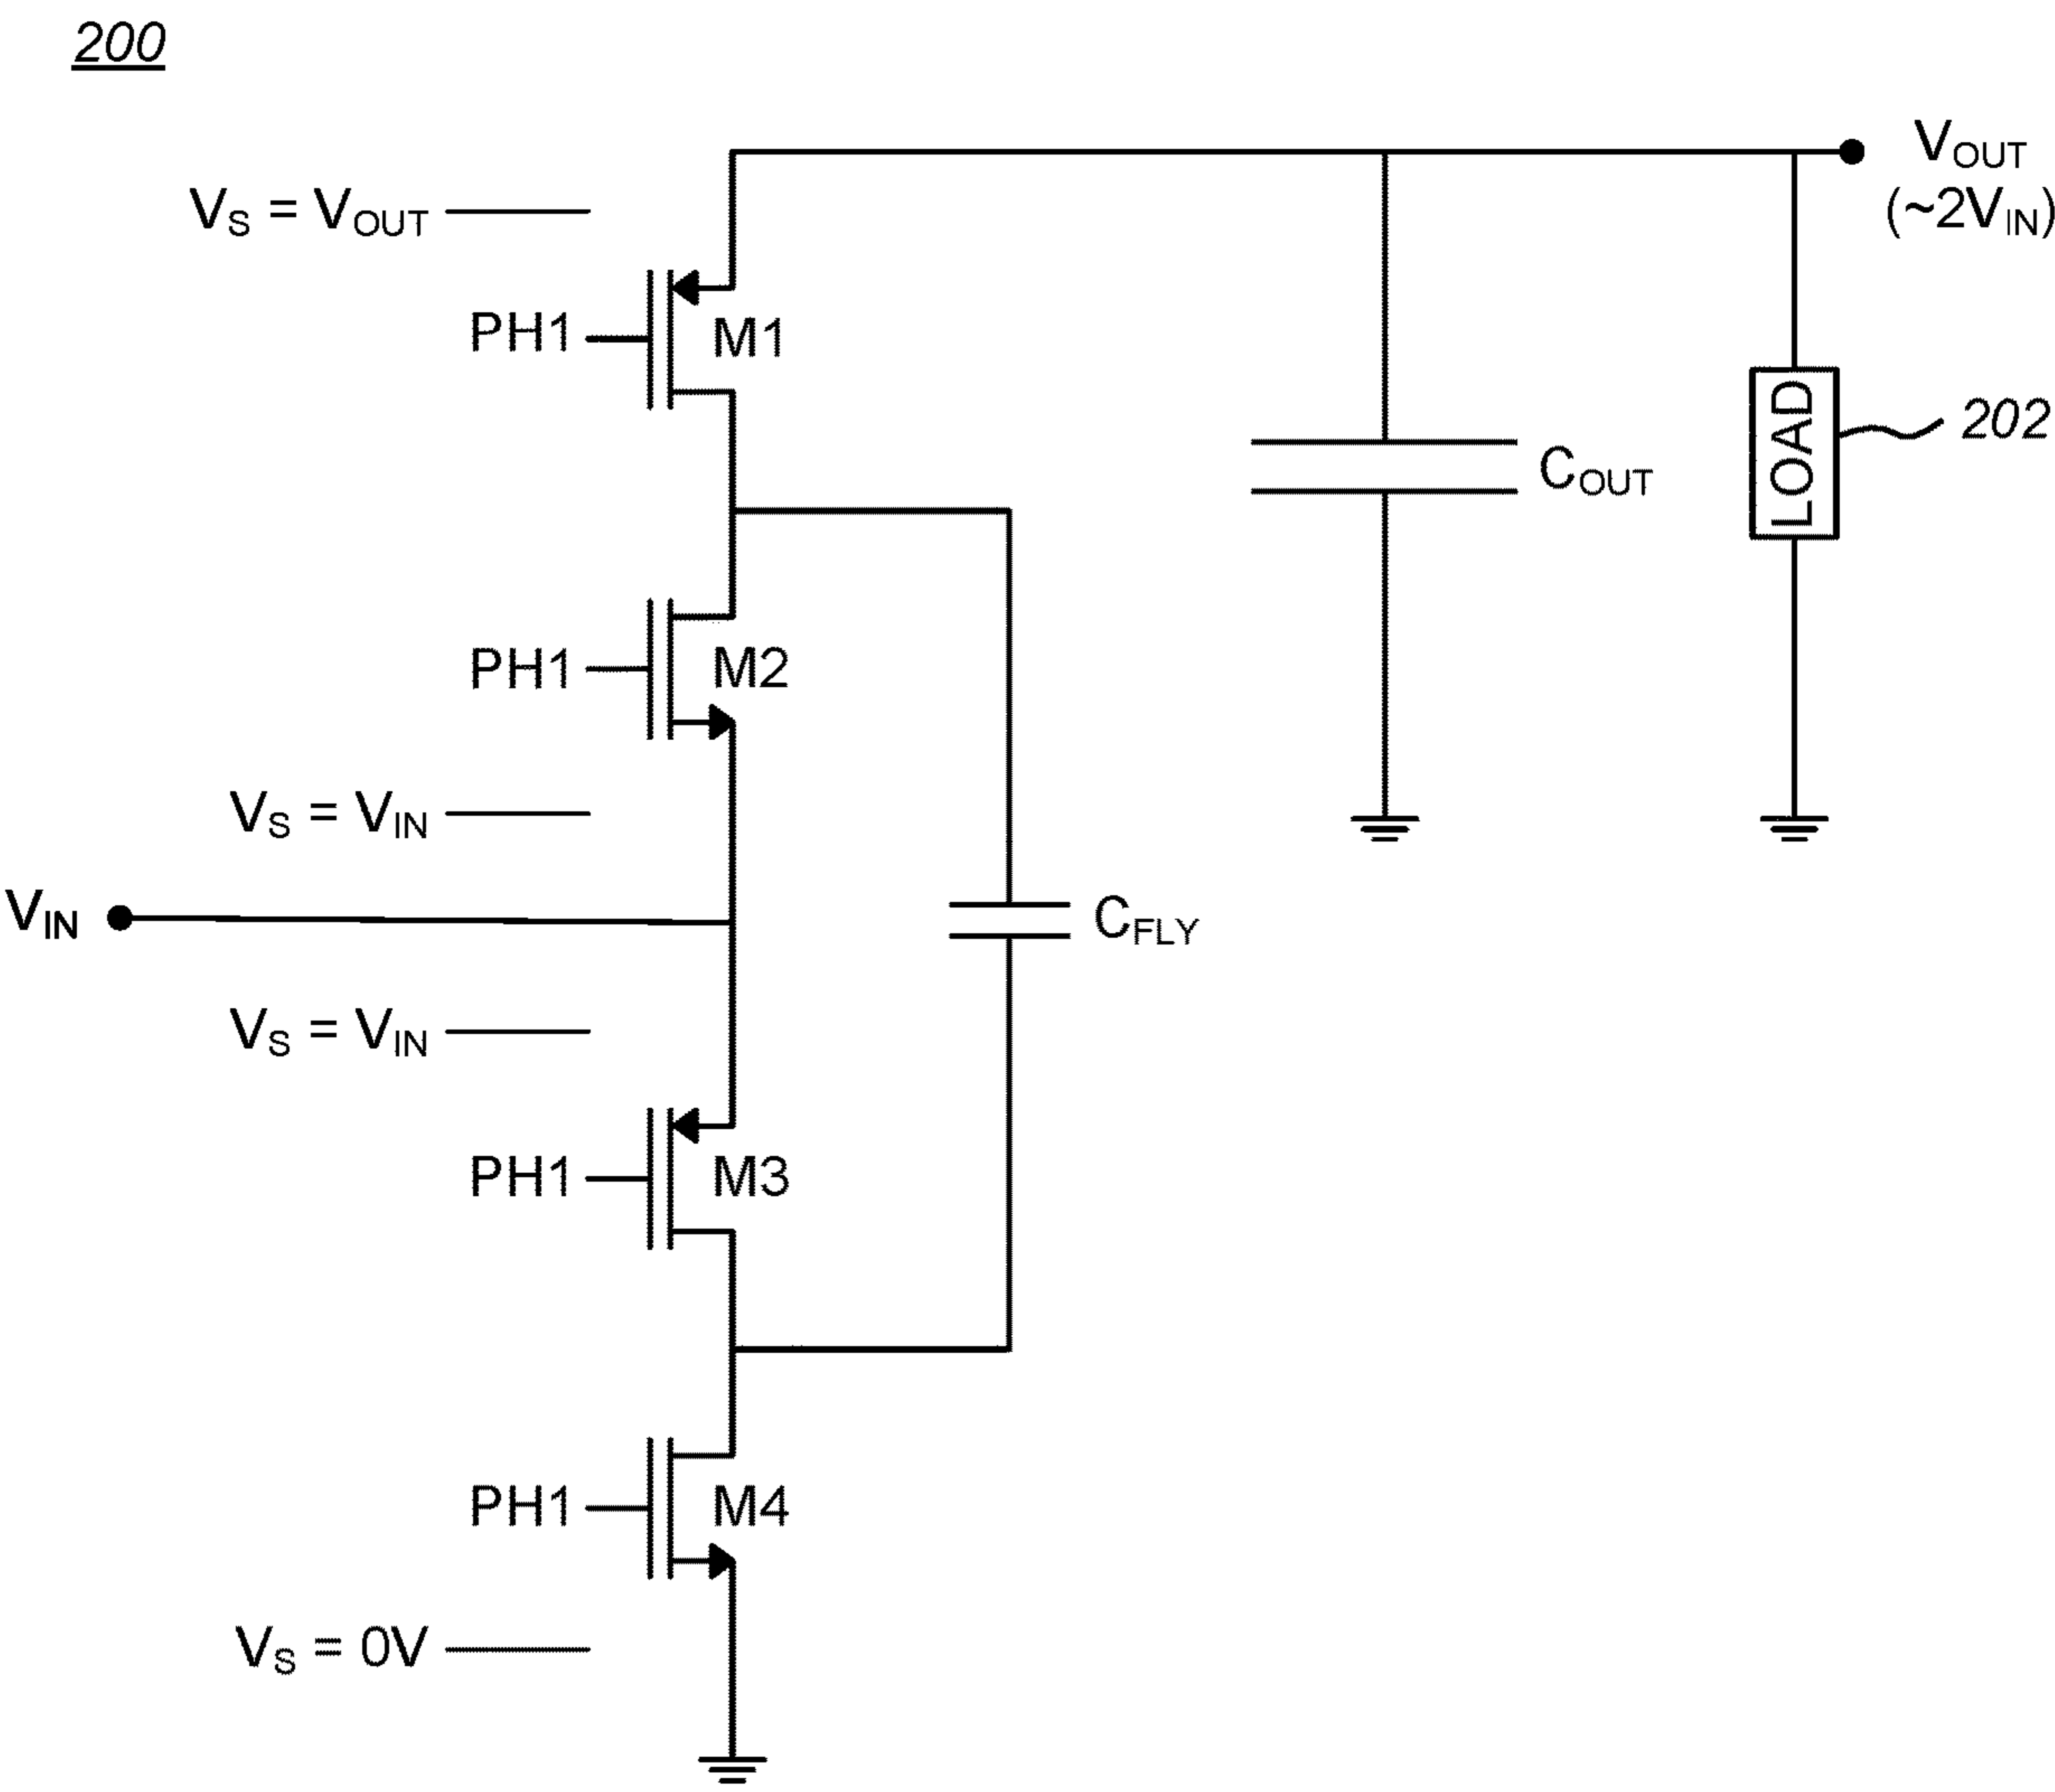 200
VOUT
(~2VIN)
VS = VOUT
PH1
M1
202
LOAD
COUT
PH1
M2
VS = VIN
VIN
CFLY
VS = VIN
PH1
M3
PH1
M4
VS = 0V